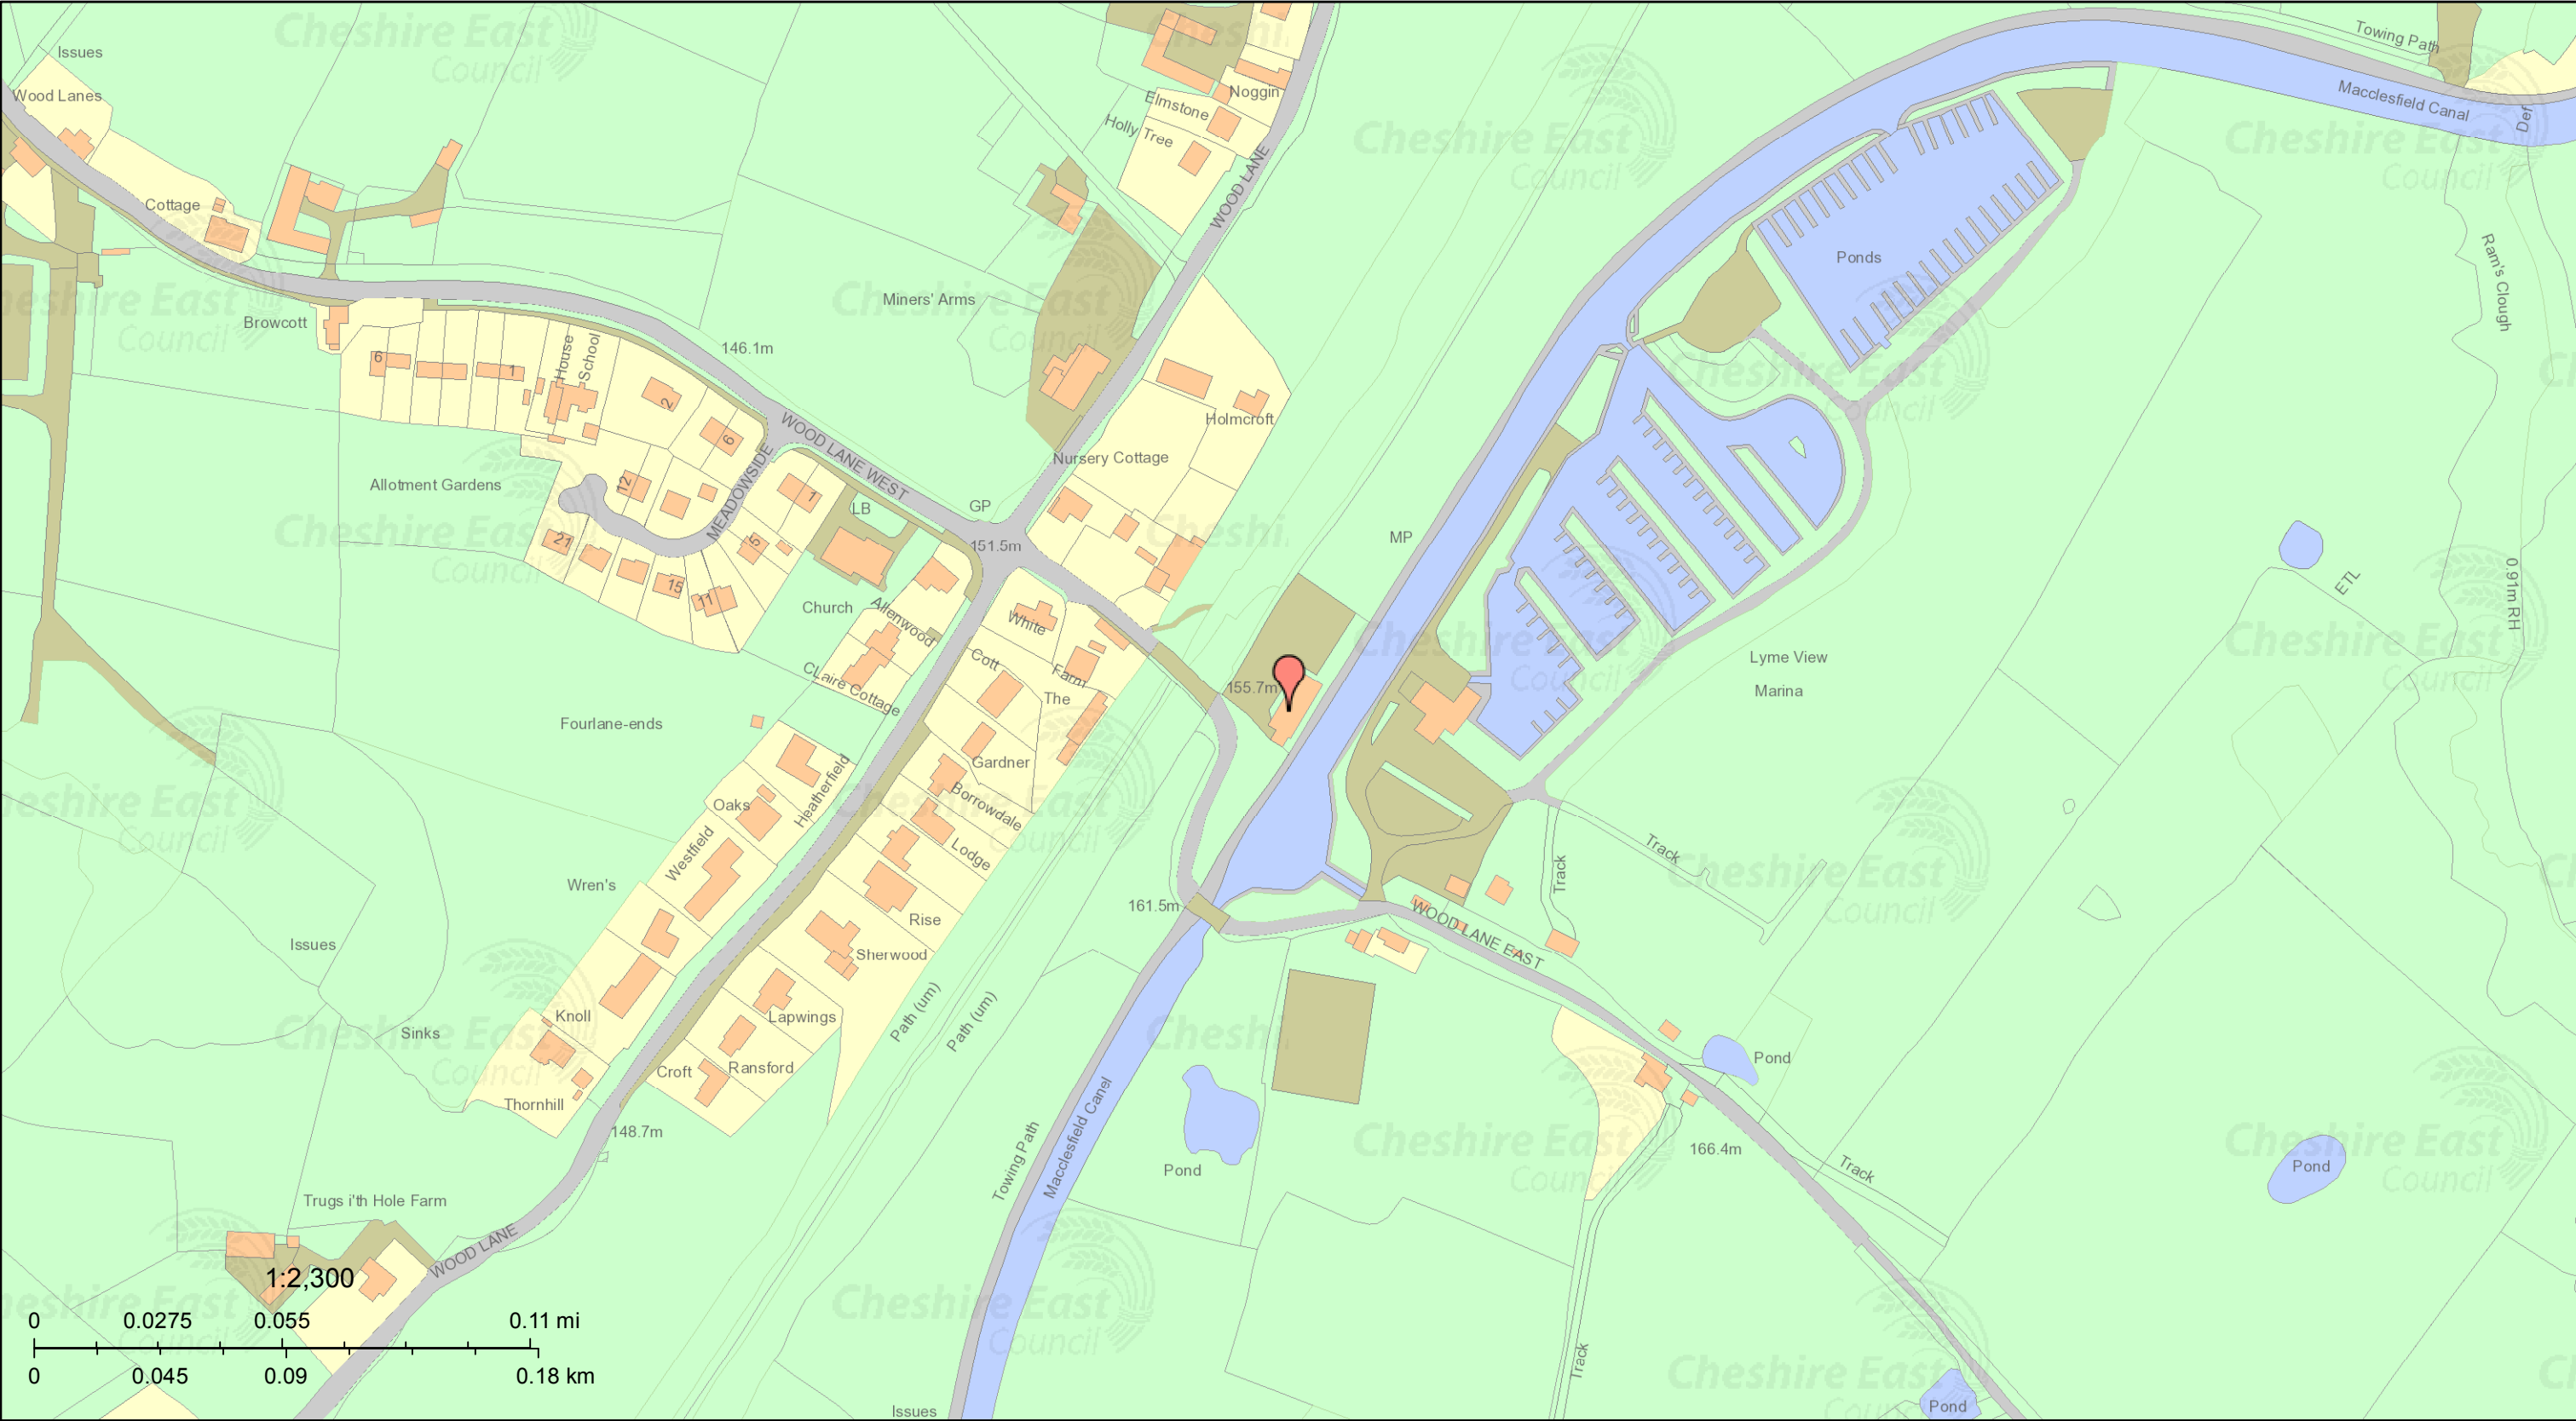 Issues
Wood Lanes
Cottage
Browcott
6
1
House
School
2
6
146.1m
WOOD LANE WEST
MEADOWSIDE
Allotment Gardens
12
21
15
11
5
1
LB
Church
GP
151.5m
Miners' Arms
Elmstone
Noggin
Holly Tree
WOOD LANE
Holmcroft
Nursery Cottage
Allenwood
CLaire Cottage
White
Cott
Farm
The
Gardner
Borrowdale
Lodge
Rise
Sherwood
Lapwings
Ransford
Croft
Fourlane-ends
Heatherfield
Oaks
Westfield
Wren's
Issues
Sinks
Knoll
Thornhill
148.7m
Trugs i'th Hole Farm
WOOD LANE
Path (um)
Path (um)
Towing Path
Macclesfield Canel
Issues
155.7m
161.5m
MP
Ponds
Towing Path
Macclesfield Canal
Def
Ram's Clough
0.91m RH
ETL
Lyme View
Marina
Track
Track
WOOD LANE EAST
Pond
Pond
166.4m
Track
Track
Pond
Pond
1:2,300
0 0.0275 0.055 0.11 mi
0 0.045 0.09 0.18 km
Cheshire East
Council